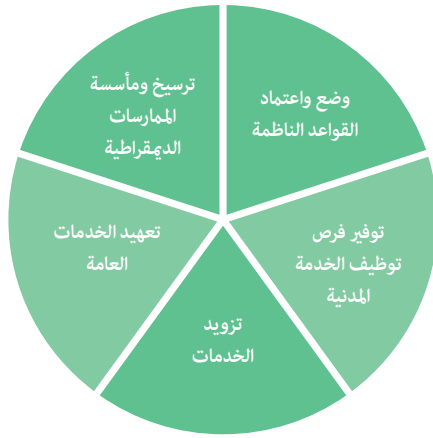 وضع واعتماد
القواعد الناظمة
ترسيخ ومأسسة
الممارسات
الديمقراطية
توفير فرص
توظيف الخدمة
المدنية
تعهيد الخدمات
العامة
تزويد
الخدمات